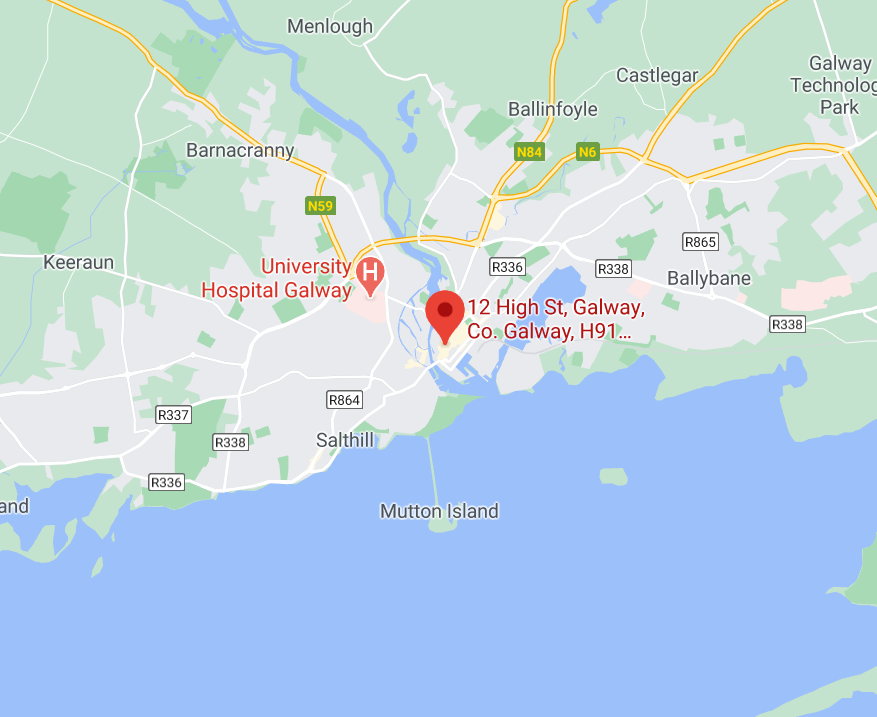 Menlough
Castlegar
Galway
Technolog
Park
Ballinfoyle
Barnacranny
N84
N6
N59
R865
Keeraun
University
Hospital Galway
H
R336
R338
Ballybane
12 High St, Galway,
Co. Galway, H91...
R338
R864
R337
R338
Salthill
R336
and
Mutton Island